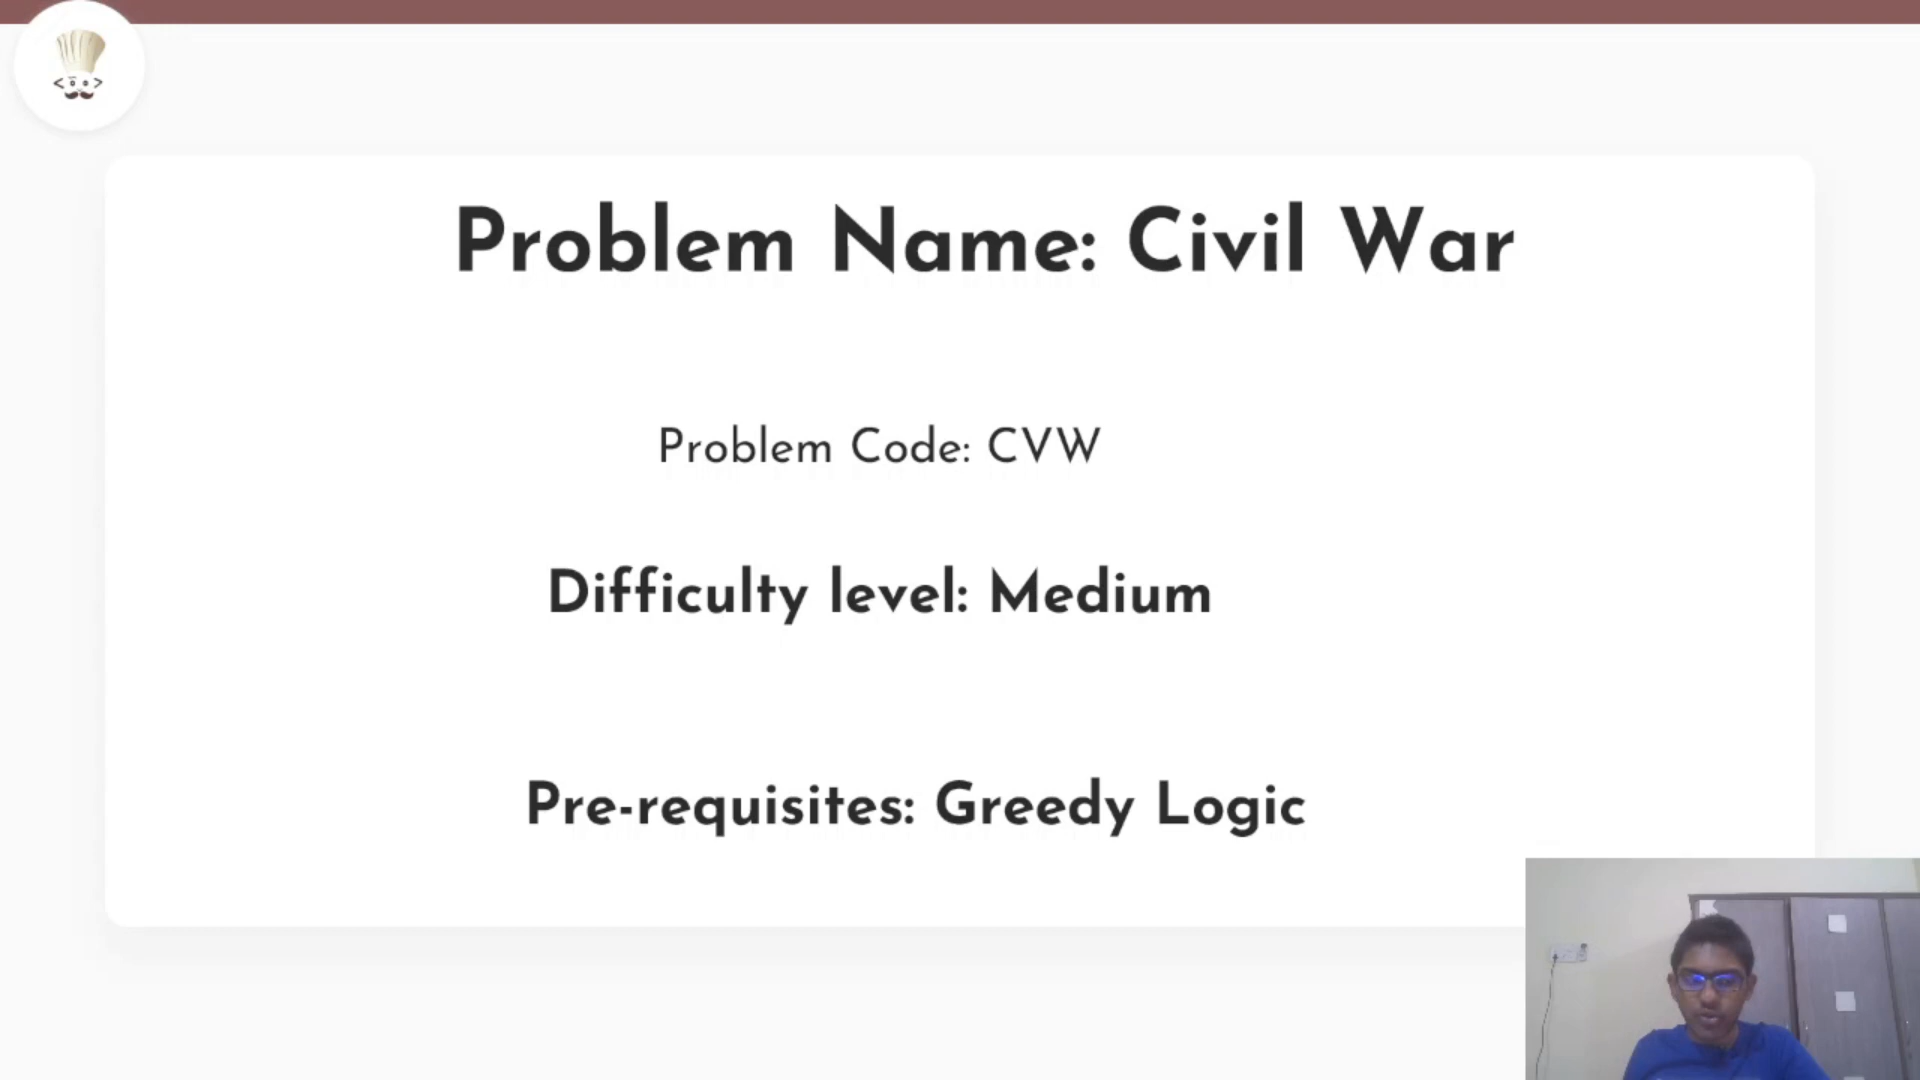 Problem Name: Civil War
Problem Code: CVW
Difficulty level: Medium
Pre-requisites: Greedy Logic